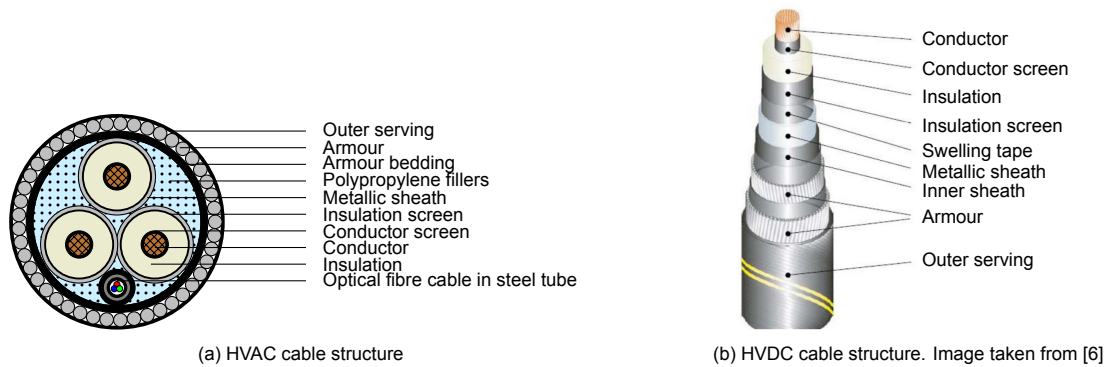 Outer serving
Armour
Armour bedding
Polypropylene fillers
Metallic sheath
Insulation screen
Conductor screen
Conductor
Insulation
Optical fibre cable in steel tube
(a) HVAC cable structure
Conductor
Conductor screen
Insulation
Insulation screen
Swelling tape
Metallic sheath
Inner sheath
Armour
Outer serving
(b) HVDC cable structure. Image taken from [6]